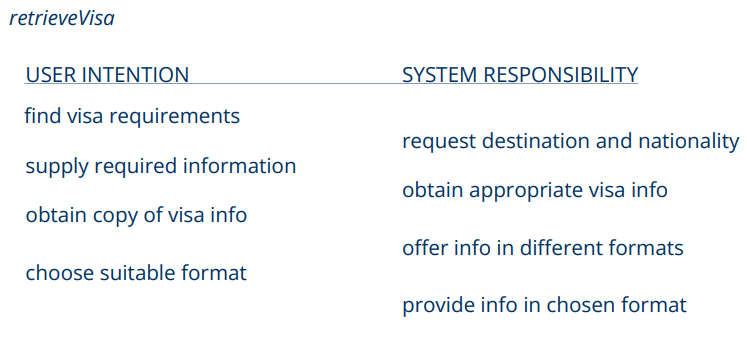 retrieveVisa
USER INTENTION SYSTEM RESPONSIBILITY
find visa requirements
request destination and nationality
supply required information
obtain appropriate visa info
obtain copy of visa info
offer info in different formats
choose suitable format
provide info in chosen format